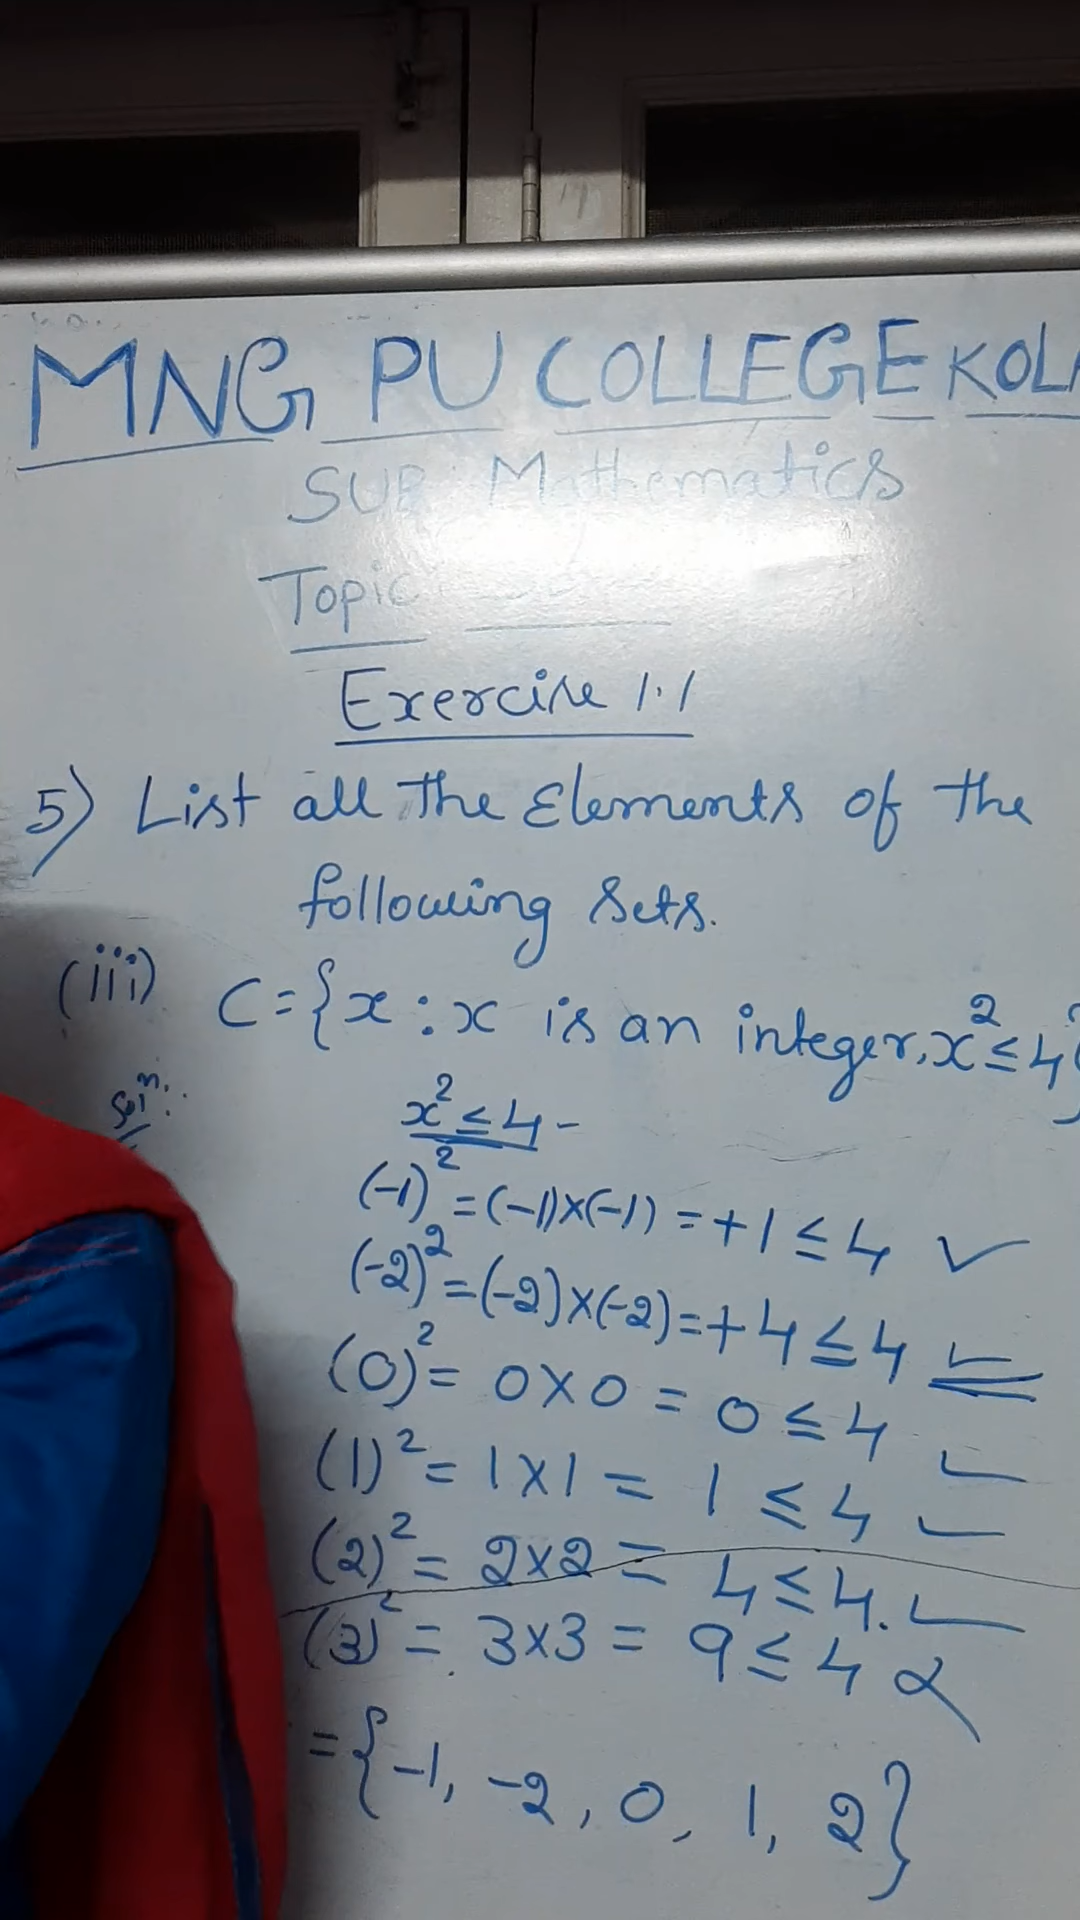 MNG PU COLLEGE KOL
SUB Mathematics
Topic
Exercise 1.1
5) List all the Elements of the
following Sets.
(iii) C={x:x is an integer, x²≤4}
Solⁿ:
x²≤4-
(-1)²=(-1)×(-1)=+1≤4 ✓
(-2)²=(-2)×(-2)=+4≤4 ✓
(0)²=0×0=0≤4 ✓
(1)²=1×1=1≤4 ✓
(2)²=2×2=4≤4. ✓
(3)²=3×3=9≤4 ✗
={-1, -2, 0, 1, 2}